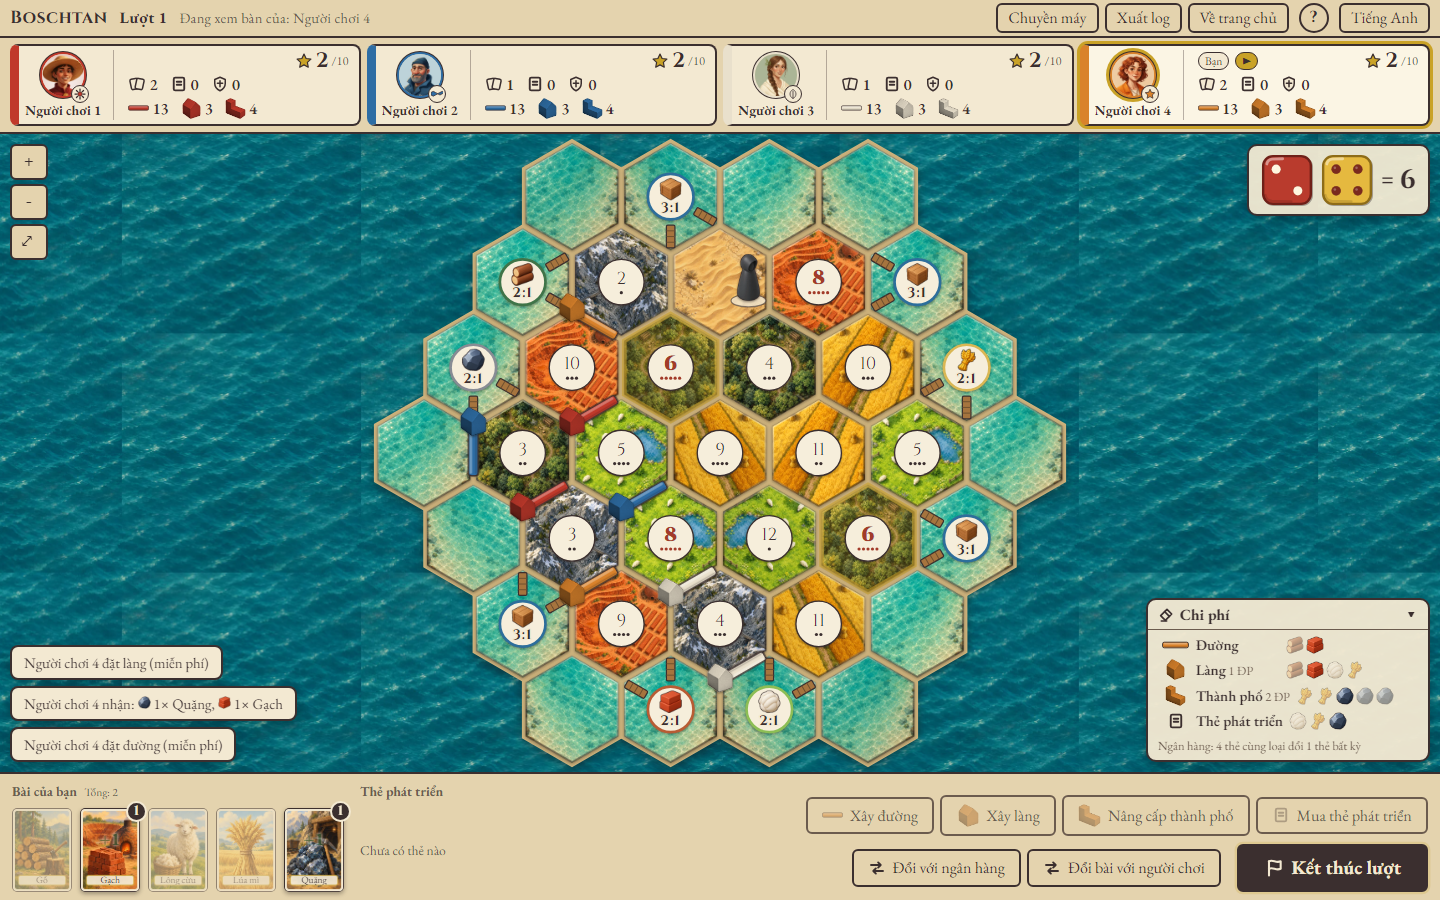 BOSCHTAN Lượt 1 Đang xem bàn của: Người chơi 4
Chuyền máy Xuất log Về trang chủ ? Tiếng Anh
Người chơi 1 2 0 0 13 3 4 2 /10
Người chơi 2 1 0 0 13 3 4 2 /10
Người chơi 3 1 0 0 13 3 4 2 /10
Người chơi 4 Bạn 2 0 0 13 3 4 2 /10
+
-
= 6
3:1
2:1 2 8 3:1
2:1 10 6 4 10 2:1
3 5 9 11 5
3 8 12 6 3:1
3:1 9 4 11
2:1 2:1
Người chơi 4 đặt làng (miễn phí)
Người chơi 4 nhận: 1× Quặng, 1× Gạch
Người chơi 4 đặt đường (miễn phí)
Chi phí
Đường
Làng 1 ĐP
Thành phố 2 ĐP
Thẻ phát triển
Ngân hàng: 4 thẻ cùng loại đổi 1 thẻ bất kỳ
Bài của bạn Tổng: 2
1 1
Gỗ Gạch Lông cừu Lúa mì Quặng
Thẻ phát triển
Chưa có thẻ nào
Xây đường Xây làng Nâng cấp thành phố Mua thẻ phát triển
Đổi với ngân hàng Đổi bài với người chơi Kết thúc lượt